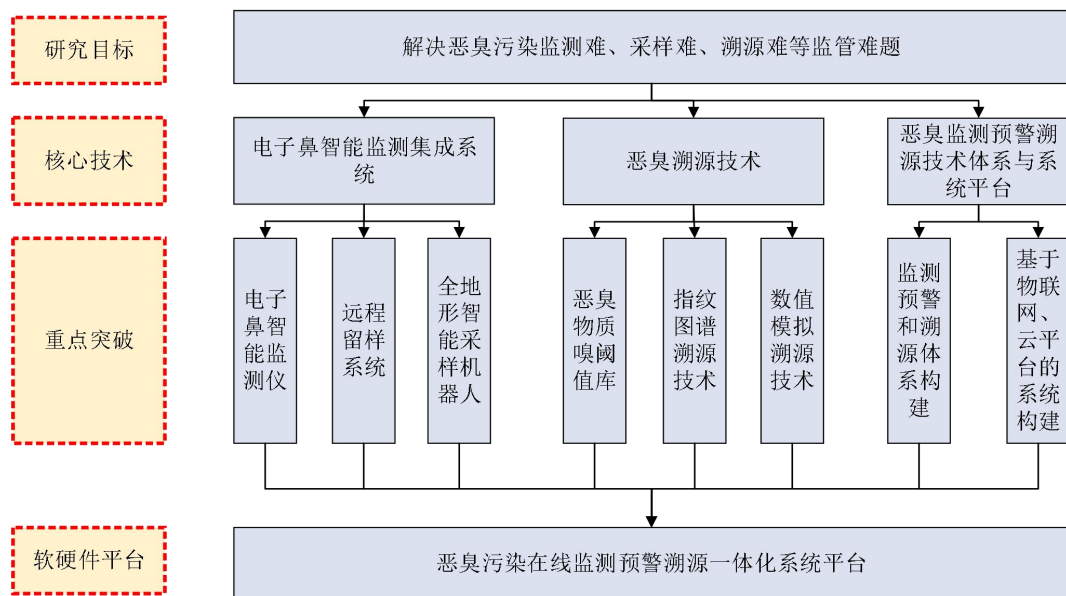 研究目标
解决恶臭污染监测难、采样难、溯源难等监管难题
核心技术
电子鼻智能监测集成系
统
恶臭溯源技术
恶臭监测预警溯
源技术体系与系
统平台
重点突破
电子
鼻智
能监
测仪
远程
留样
系统
全地
形智
能采
样机
器人
恶臭
物质
嗅阈
值库
指纹
图谱
溯源
技术
数值
模拟
溯源
技术
监测
预警
和溯
源体
系构
建
基于
物联
网、
云平
台的
系统
构建
软硬件平台
恶臭污染在线监测预警溯源一体化系统平台